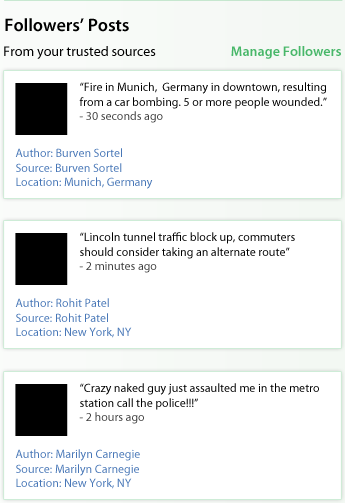 Followers’ Posts
From your trusted sources Manage Followers
“Fire in Munich, Germany in downtown, resulting
from a car bombing. 5 or more people wounded.”
- 30 seconds ago
Author: Burven Sortel
Source: Burven Sortel
Location: Munich, Germany
“Lincoln tunnel traffic block up, commuters
should consider taking an alternate route”
- 2 minutes ago
Author: Rohit Patel
Source: Rohit Patel
Location: New York, NY
“Crazy naked guy just assaulted me in the metro
station call the police!!!”
- 2 hours ago
Author: Marilyn Carnegie
Source: Marilyn Carnegie
Location: New York, NY